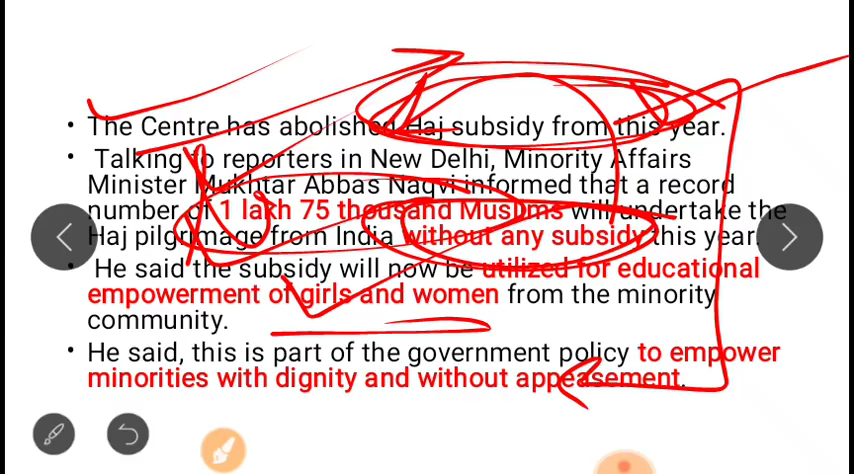 • The Centre has abolished Haj subsidy from this year.
• Talking to reporters in New Delhi, Minority Affairs
Minister Mukhtar Abbas Naqvi informed that a record
number of 1 lakh 75 thousand Muslims will undertake the
Haj pilgrimage from India without any subsidy this year.
• He said the subsidy will now be utilized for educational
empowerment of girls and women from the minority
community.
• He said, this is part of the government policy to empower
minorities with dignity and without appeasement.